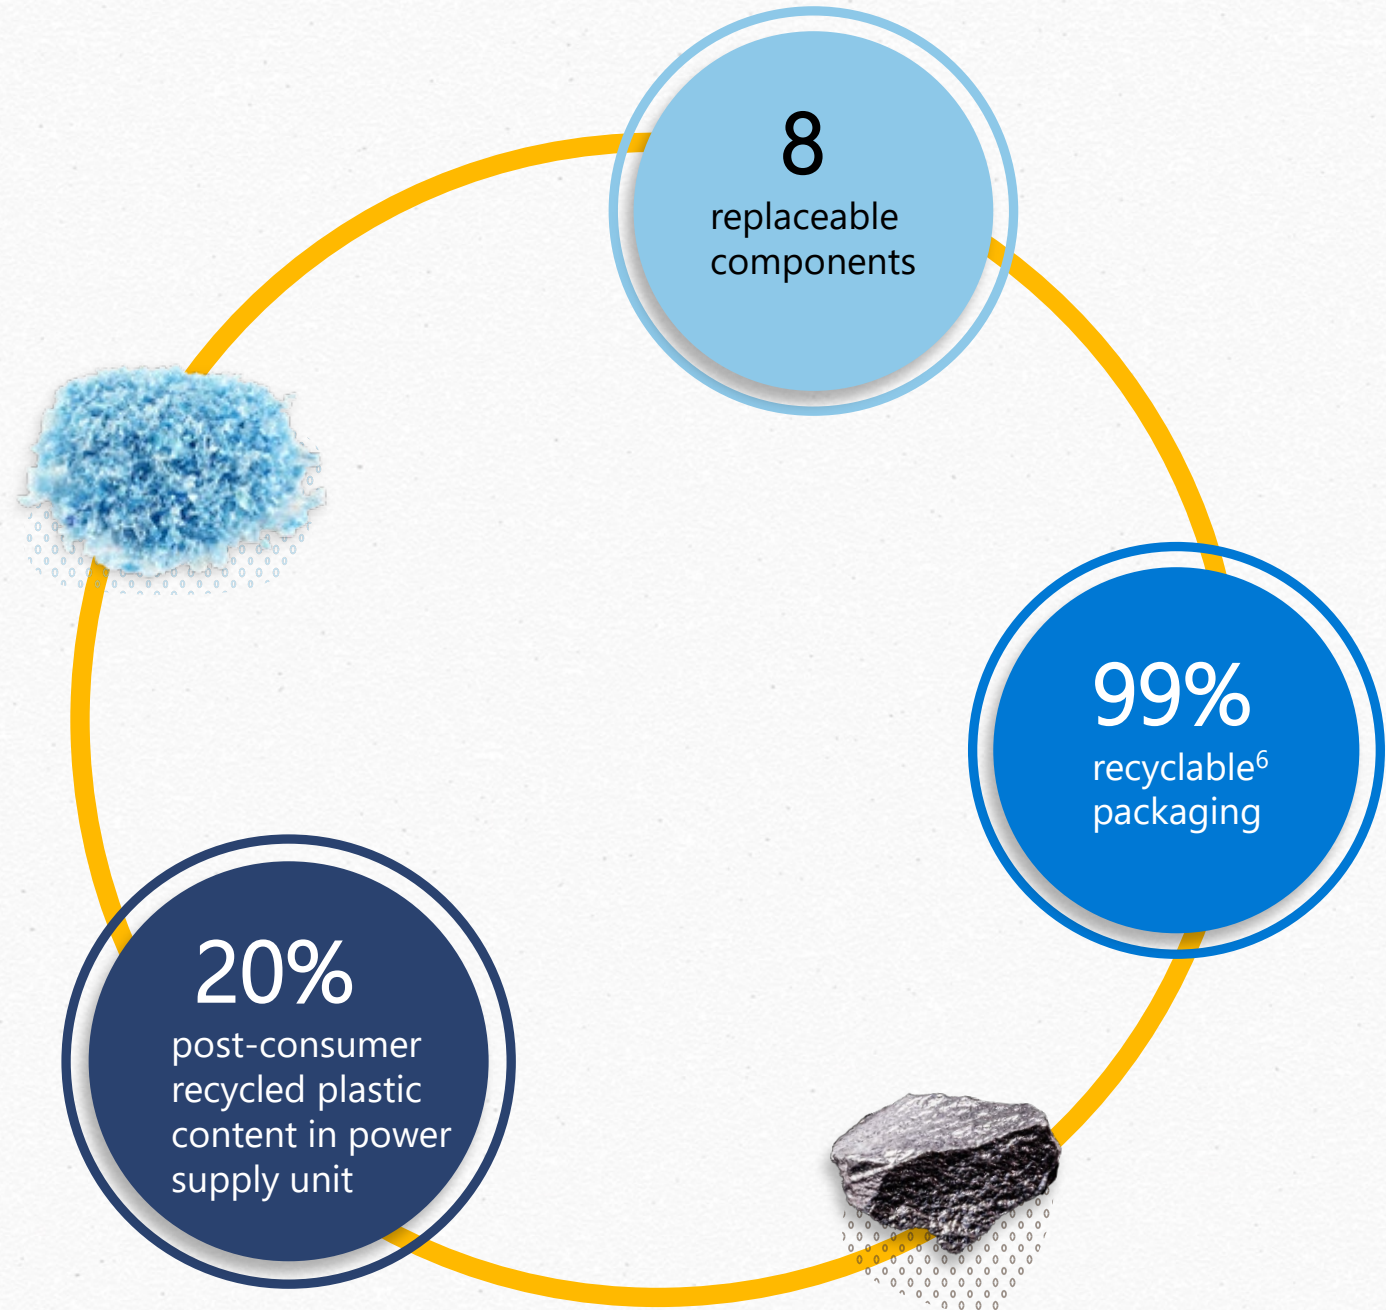 8
replaceable
components
99%
recyclable⁶
packaging
20%
post-consumer
recycled plastic
content in power
supply unit